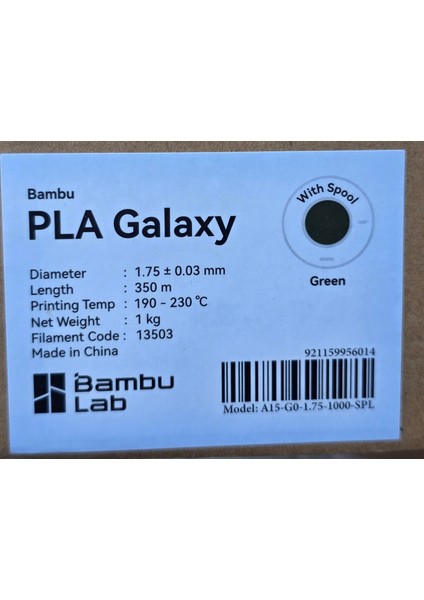 Bambu
PLA Galaxy
With Spool
Green
Diameter : 1.75 ± 0.03 mm
Length : 350 m
Printing Temp : 190 - 230 ℃
Net Weight : 1 kg
Filament Code : 13503
Made in China
Bambu
Lab
921159956014
Model: A15-G0-1.75-1000-SPL